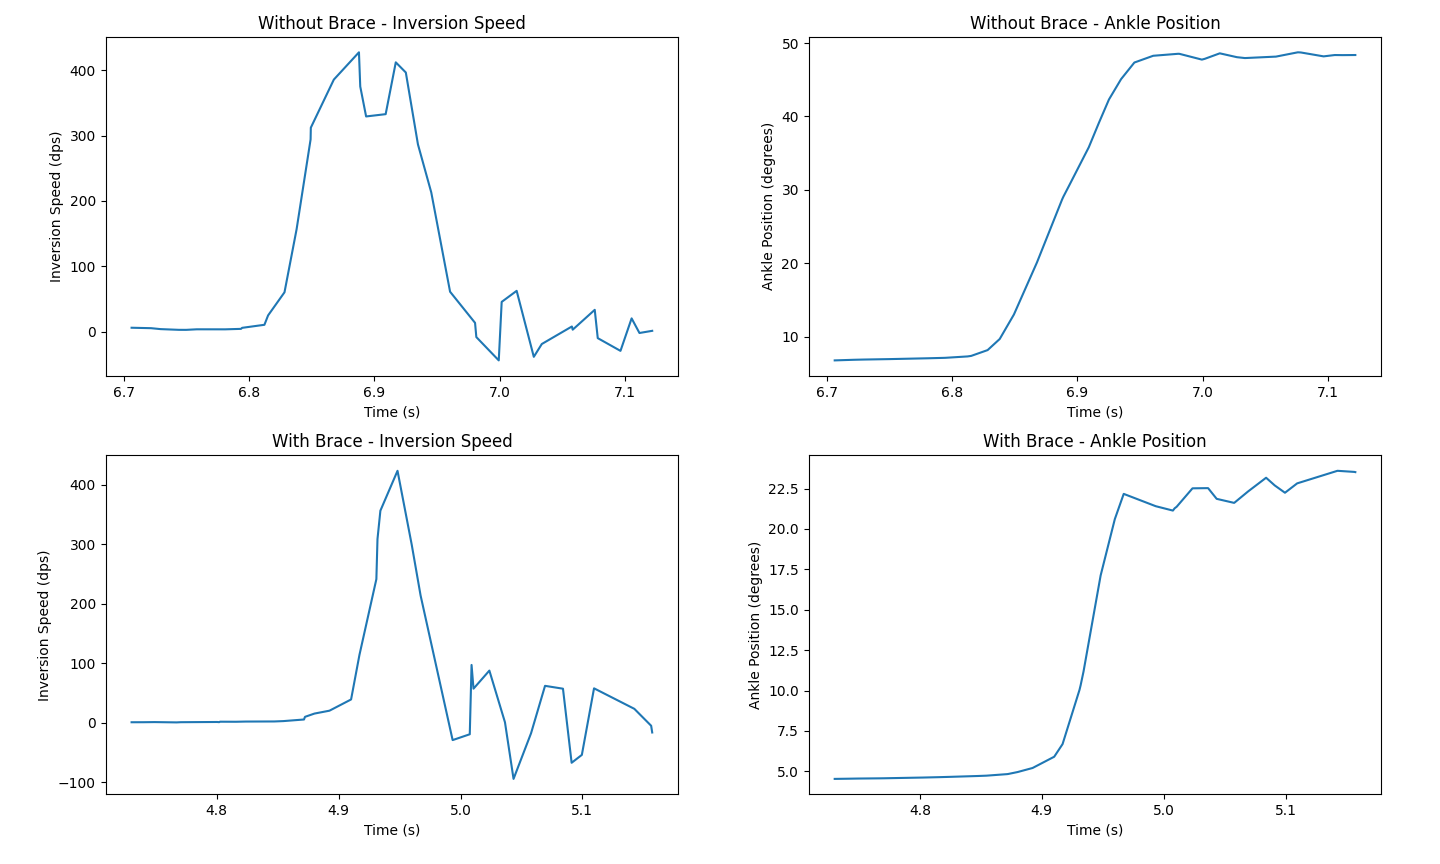 Without Brace - Inversion Speed
Inversion Speed (dps)
400
300
200
100
0
6.7 6.8 6.9 7.0 7.1
Time (s)
Without Brace - Ankle Position
Ankle Position (degrees)
50
40
30
20
10
6.7 6.8 6.9 7.0 7.1
Time (s)
With Brace - Inversion Speed
Inversion Speed (dps)
400
300
200
100
0
−100
4.8 4.9 5.0 5.1
Time (s)
With Brace - Ankle Position
Ankle Position (degrees)
22.5
20.0
17.5
15.0
12.5
10.0
7.5
5.0
4.8 4.9 5.0 5.1
Time (s)